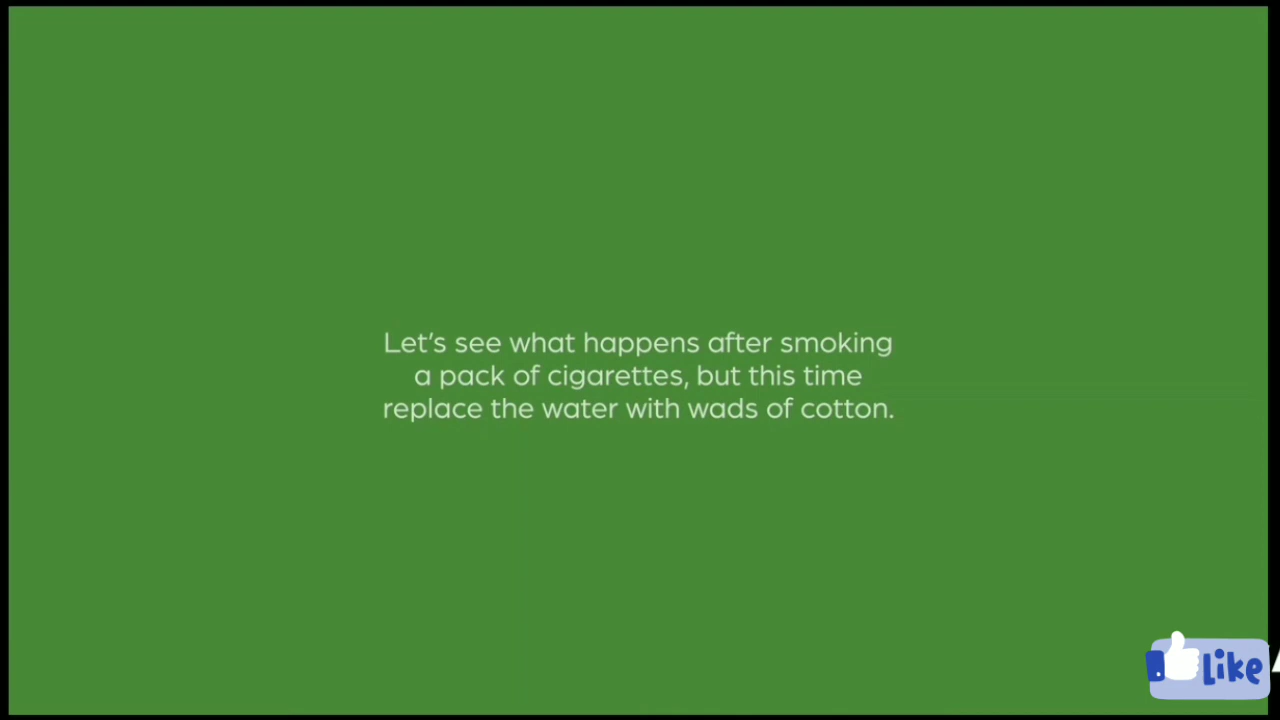 Let's see what happens after smoking
a pack of cigarettes, but this time
replace the water with wads of cotton.
Like